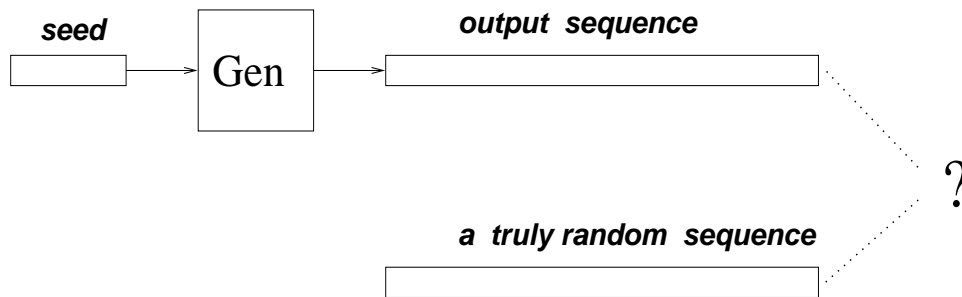 seed
output sequence
Gen
?
a truly random sequence